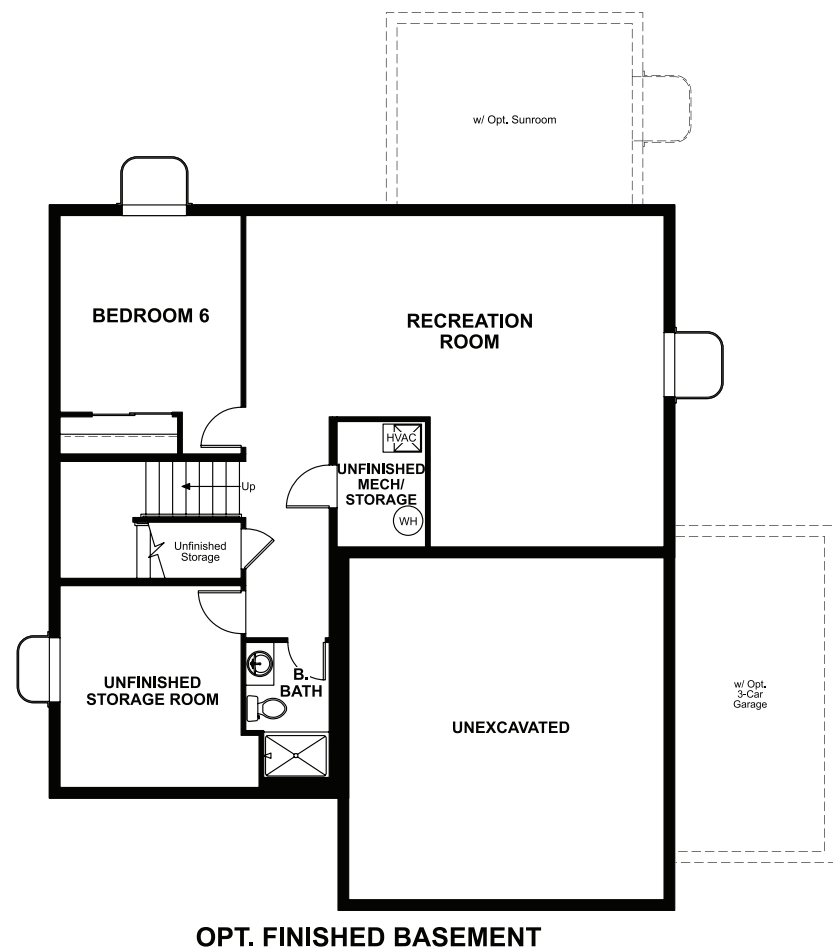 w/ Opt. Sunroom
BEDROOM 6
RECREATION
ROOM
HVAC
UNFINISHED
MECH/
STORAGE
WH
Up
Unfinished
Storage
UNFINISHED
STORAGE ROOM
B.
BATH
UNEXCAVATED
w/ Opt.
3-Car
Garage
OPT. FINISHED BASEMENT